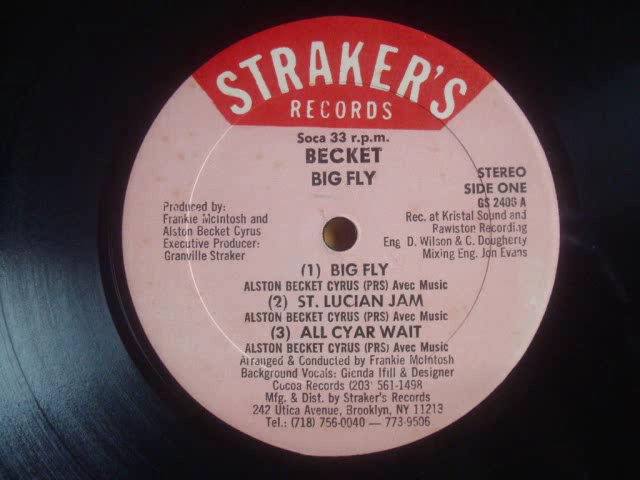 STRAKER'S
RECORDS
Soca 33 r.p.m.
BECKET
BIG FLY
STEREO
SIDE ONE
GS 2406 A
Produced by:
Frankie McIntosh and
Alston Becket Cyrus
Executive Producer:
Granville Straker
Rec. at Kristal Sound and
Rawlston Recording
Eng D. Wilson & C. Dougherty
Mixing Eng. Jon Evans
(1) BIG FLY
ALSTON BECKET CYRUS (PRS) Avec Music
(2) ST. LUCIAN JAM
ALSTON BECKET CYRUS (PRS) Avec Music
(3) ALL CYAR WAIT
ALSTON BECKET CYRUS (PRS) Avec Music
Arranged & Conducted by Frankie McIntosh
Background Vocals: Glenda Ifill & Designer
Cocoa Records (203) 561-1498
Mfg. & Dist. by Straker's Records
242 Utica Avenue, Brooklyn, NY 11213
Tel.: (718) 756-0040 — 773-9506